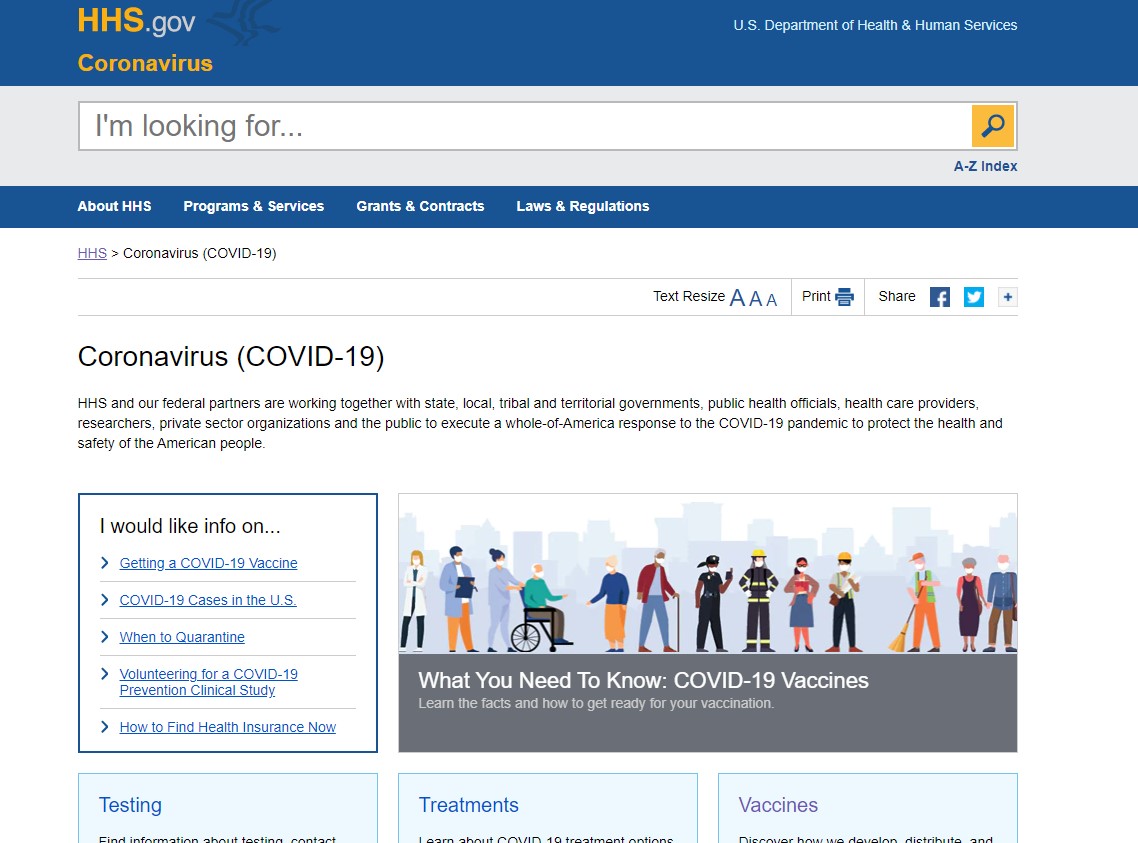 HHS.gov
U.S. Department of Health & Human Services
Coronavirus
I'm looking for...
A-Z Index
About HHS Programs & Services Grants & Contracts Laws & Regulations
HHS > Coronavirus (COVID-19)
Text Resize A A A Print Share
Coronavirus (COVID-19)
HHS and our federal partners are working together with state, local, tribal and territorial governments, public health officials, health care providers,
researchers, private sector organizations and the public to execute a whole-of-America response to the COVID-19 pandemic to protect the health and
safety of the American people.
I would like info on...
Getting a COVID-19 Vaccine
COVID-19 Cases in the U.S.
When to Quarantine
Volunteering for a COVID-19
Prevention Clinical Study
How to Find Health Insurance Now
What You Need To Know: COVID-19 Vaccines
Learn the facts and how to get ready for your vaccination.
Testing
Find information about testing, contact
Treatments
Learn about COVID-19 treatment options
Vaccines
Discover how we develop, distribute, and